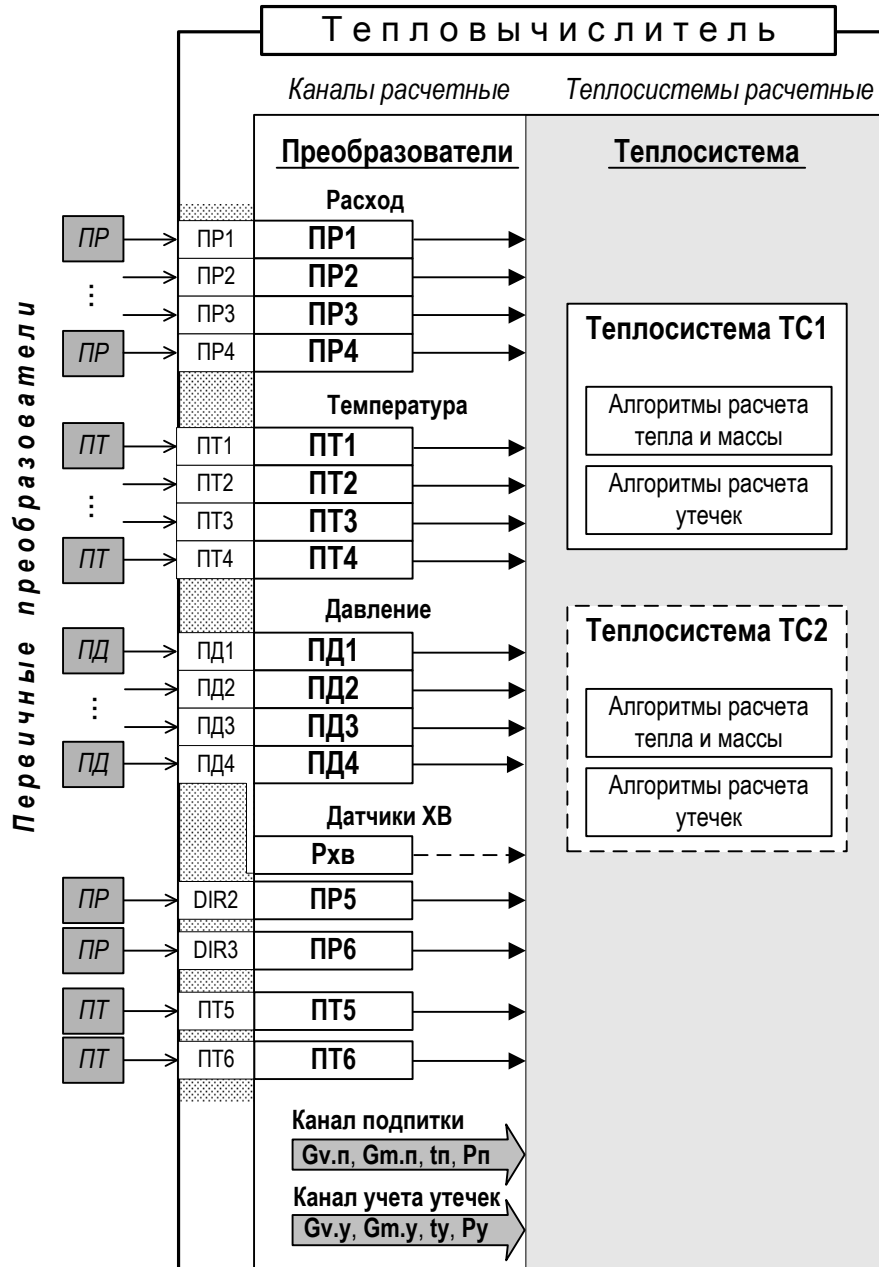 Тепловычислитель
Каналы расчетные
Теплосистемы расчетные
Преобразователи
Теплосистема
Первичные преобразователи
Расход
ПР
ПР1
ПР1
ПР2
ПР2
...
ПР3
ПР3
ПР
ПР4
ПР4
Температура
ПТ
ПТ1
ПТ1
ПТ2
ПТ2
...
ПТ3
ПТ3
ПТ
ПТ4
ПТ4
Давление
ПД
ПД1
ПД1
ПД2
ПД2
...
ПД3
ПД3
ПД
ПД4
ПД4
Датчики ХВ
Рхв
ПР
DIR2
ПР5
ПР
DIR3
ПР6
ПТ
ПТ5
ПТ5
ПТ
ПТ6
ПТ6
Канал подпитки
Gv.п, Gm.п, tп, Рп
Канал учета утечек
Gv.у, Gm.у, tу, Ру
Теплосистема ТС1
Алгоритмы расчета
тепла и массы
Алгоритмы расчета
утечек
Теплосистема ТС2
Алгоритмы расчета
тепла и массы
Алгоритмы расчета
утечек